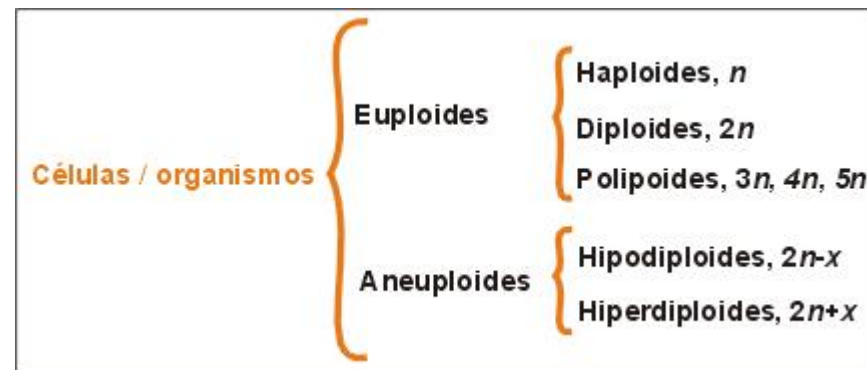 Células / organismos
Euploides
Haploides, n
Diploides, 2n
Polipoides, 3n, 4n, 5n
Aneuploides
Hipodiploides, 2n-x
Hiperdiploides, 2n+x